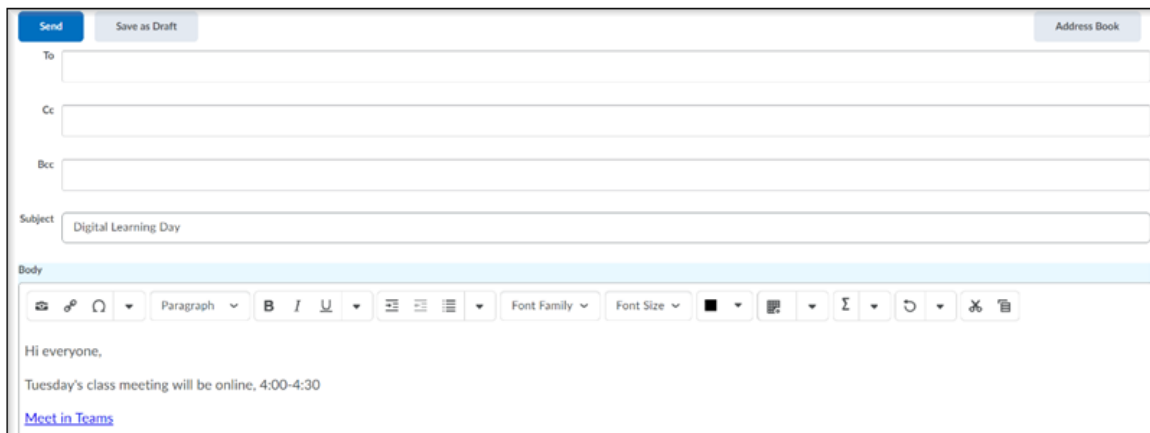 Send Save as Draft Address Book
To
Cc
Bcc
Subject Digital Learning Day
Body
Paragraph B I U Font Family Font Size Σ
Hi everyone,
Tuesday's class meeting will be online, 4:00-4:30
Meet in Teams